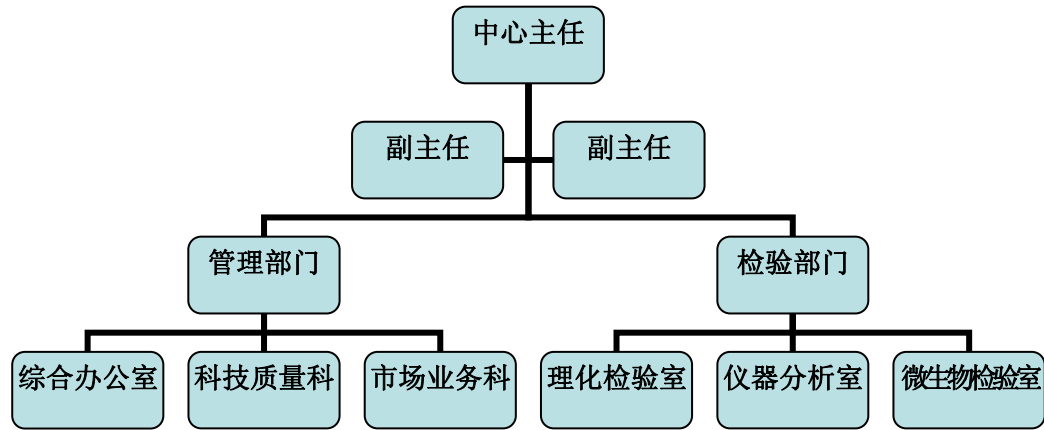 中心主任
副主任
副主任
管理部门
检验部门
综合办公室
科技质量科
市场业务科
理化检验室
仪器分析室
微生物检验室